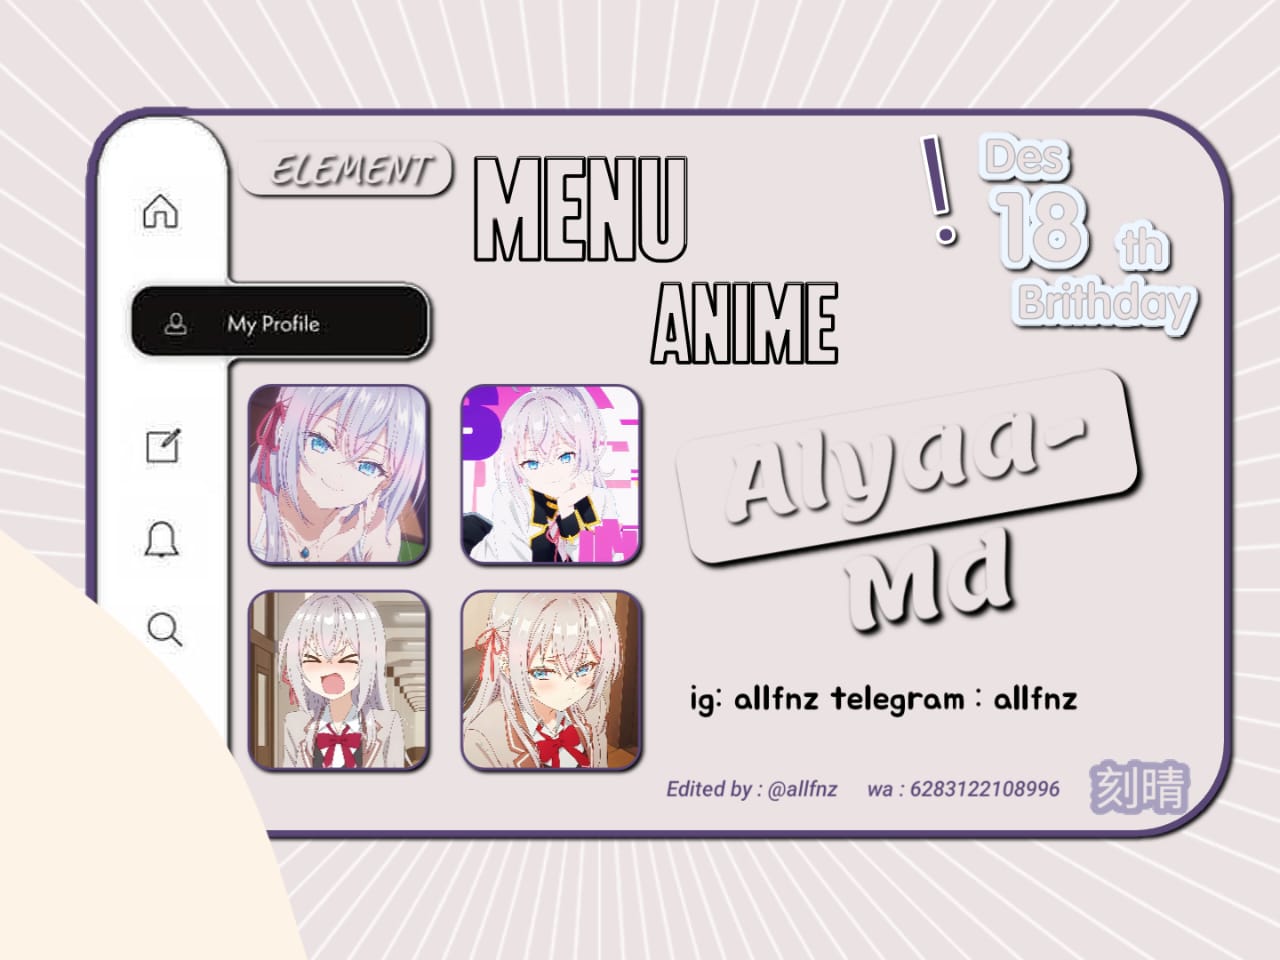 ELEMENT
MENU
ANIME
!
Des
18 th
Brithday
My Profile
Alyaa-
Md
ig: allfnz telegram : allfnz
Edited by : @allfnz wa : 6283122108996
刻晴